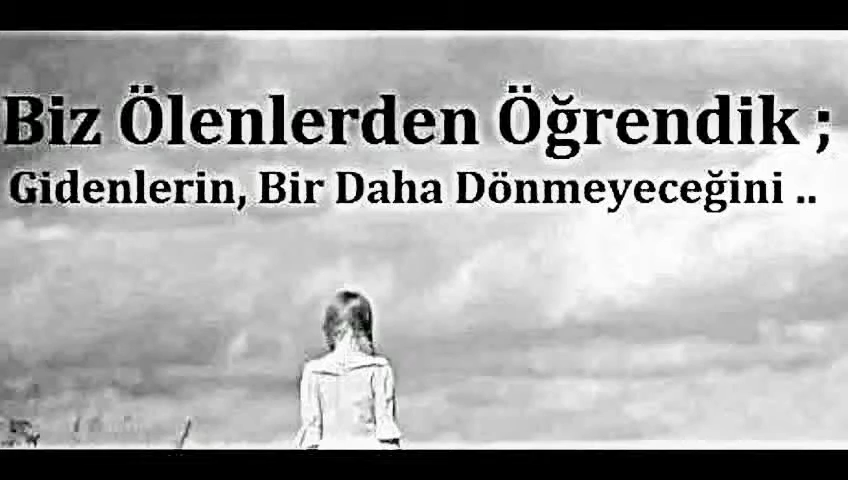 Biz Ölenlerden Öğrendik ;
Gidenlerin, Bir Daha Dönmeyeceğini ..